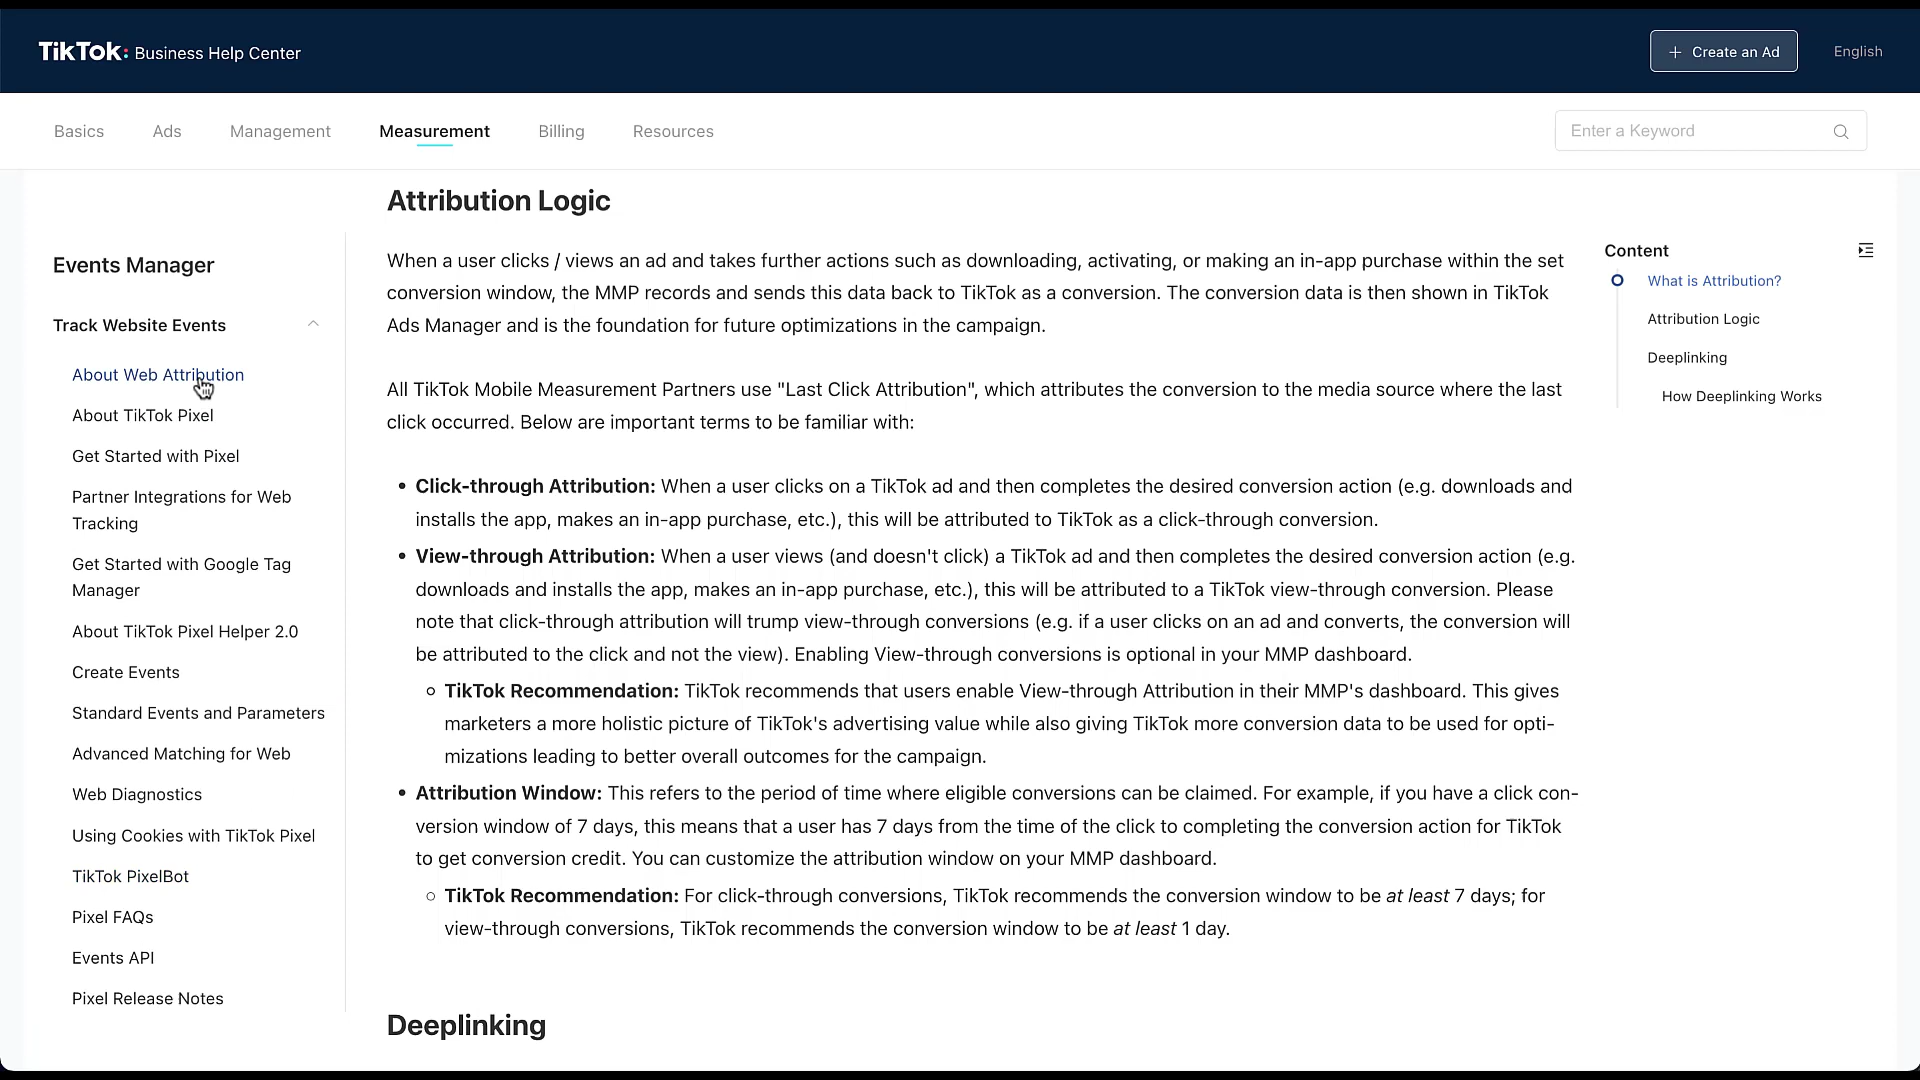 TikTok: Business Help Center
+ Create an Ad
English
Basics
Ads
Management
Measurement
Billing
Resources
Enter a Keyword
Events Manager
Track Website Events
About Web Attribution
About TikTok Pixel
Get Started with Pixel
Partner Integrations for Web
Tracking
Get Started with Google Tag
Manager
About TikTok Pixel Helper 2.0
Create Events
Standard Events and Parameters
Advanced Matching for Web
Web Diagnostics
Using Cookies with TikTok Pixel
TikTok PixelBot
Pixel FAQs
Events API
Pixel Release Notes
Attribution Logic
When a user clicks / views an ad and takes further actions such as downloading, activating, or making an in-app purchase within the set
conversion window, the MMP records and sends this data back to TikTok as a conversion. The conversion data is then shown in TikTok
Ads Manager and is the foundation for future optimizations in the campaign.
All TikTok Mobile Measurement Partners use "Last Click Attribution", which attributes the conversion to the media source where the last
click occurred. Below are important terms to be familiar with:
• Click-through Attribution: When a user clicks on a TikTok ad and then completes the desired conversion action (e.g. downloads and
installs the app, makes an in-app purchase, etc.), this will be attributed to TikTok as a click-through conversion.
• View-through Attribution: When a user views (and doesn't click) a TikTok ad and then completes the desired conversion action (e.g.
downloads and installs the app, makes an in-app purchase, etc.), this will be attributed to a TikTok view-through conversion. Please
note that click-through attribution will trump view-through conversions (e.g. if a user clicks on an ad and converts, the conversion will
be attributed to the click and not the view). Enabling View-through conversions is optional in your MMP dashboard.
○ TikTok Recommendation: TikTok recommends that users enable View-through Attribution in their MMP's dashboard. This gives
marketers a more holistic picture of TikTok's advertising value while also giving TikTok more conversion data to be used for opti-
mizations leading to better overall outcomes for the campaign.
• Attribution Window: This refers to the period of time where eligible conversions can be claimed. For example, if you have a click con-
version window of 7 days, this means that a user has 7 days from the time of the click to completing the conversion action for TikTok
to get conversion credit. You can customize the attribution window on your MMP dashboard.
○ TikTok Recommendation: For click-through conversions, TikTok recommends the conversion window to be at least 7 days; for
view-through conversions, TikTok recommends the conversion window to be at least 1 day.
Deeplinking
Content
What is Attribution?
Attribution Logic
Deeplinking
How Deeplinking Works